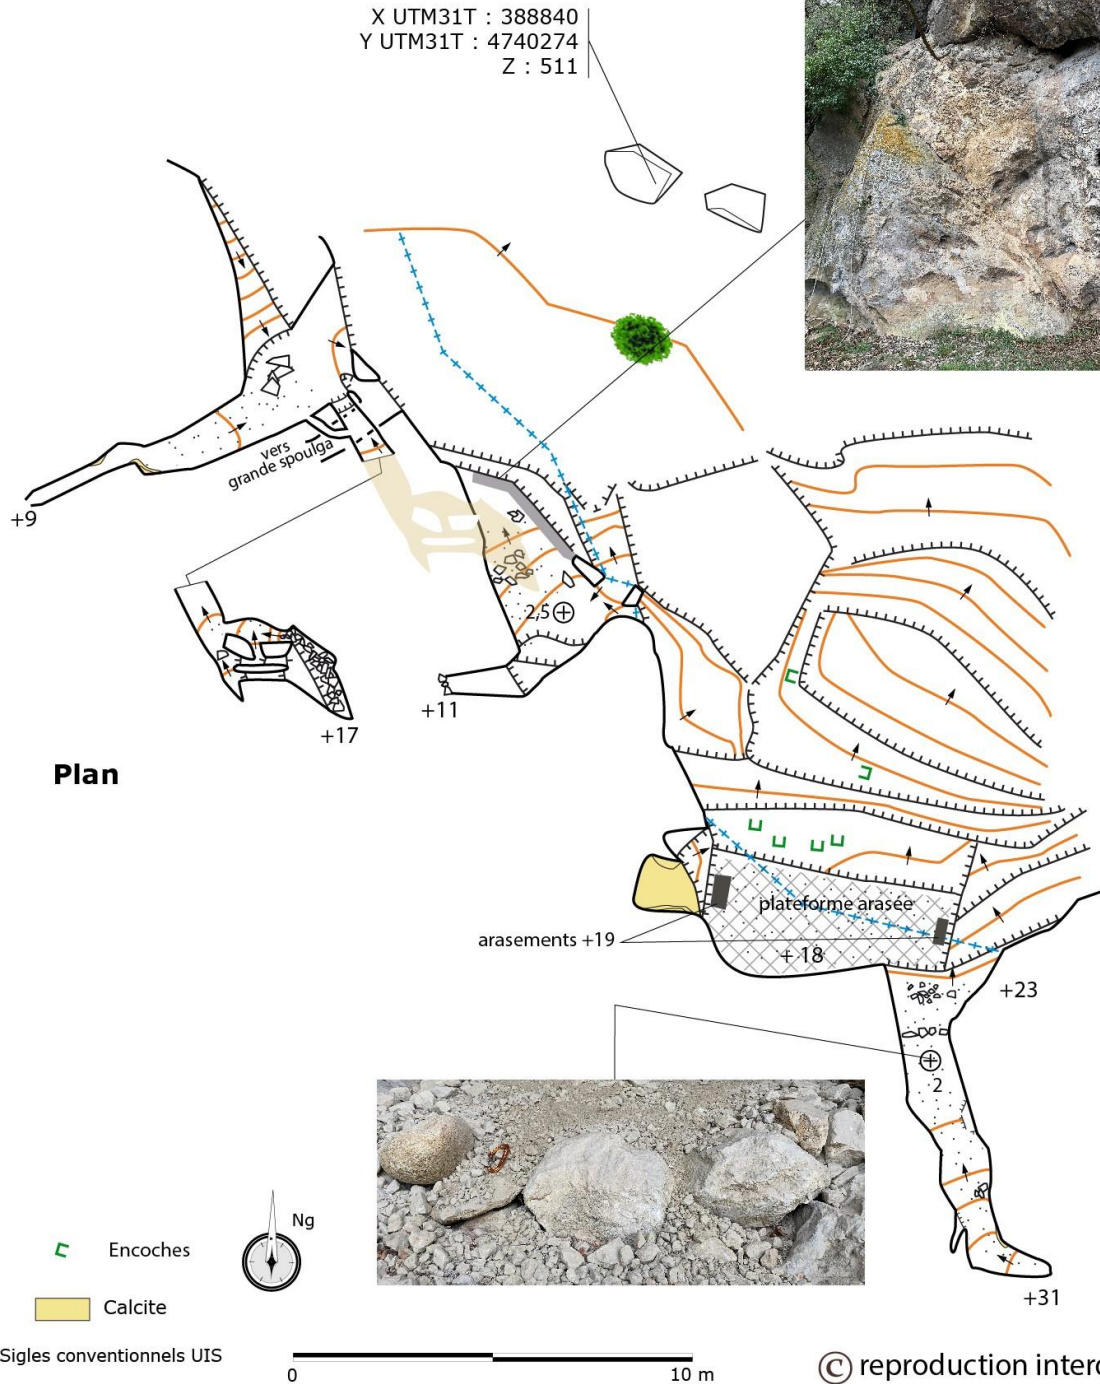 X UTM31T : 388840
Y UTM31T : 4740274
Z : 511
vers
grande spoulga
+9
2,5
+11
+17
Plan
plateforme arasée
arasements +19
+ 18
+23
2
Ng
Encoches
Calcite
+31
Sigles conventionnels UIS
0
10 m
© reproduction interd